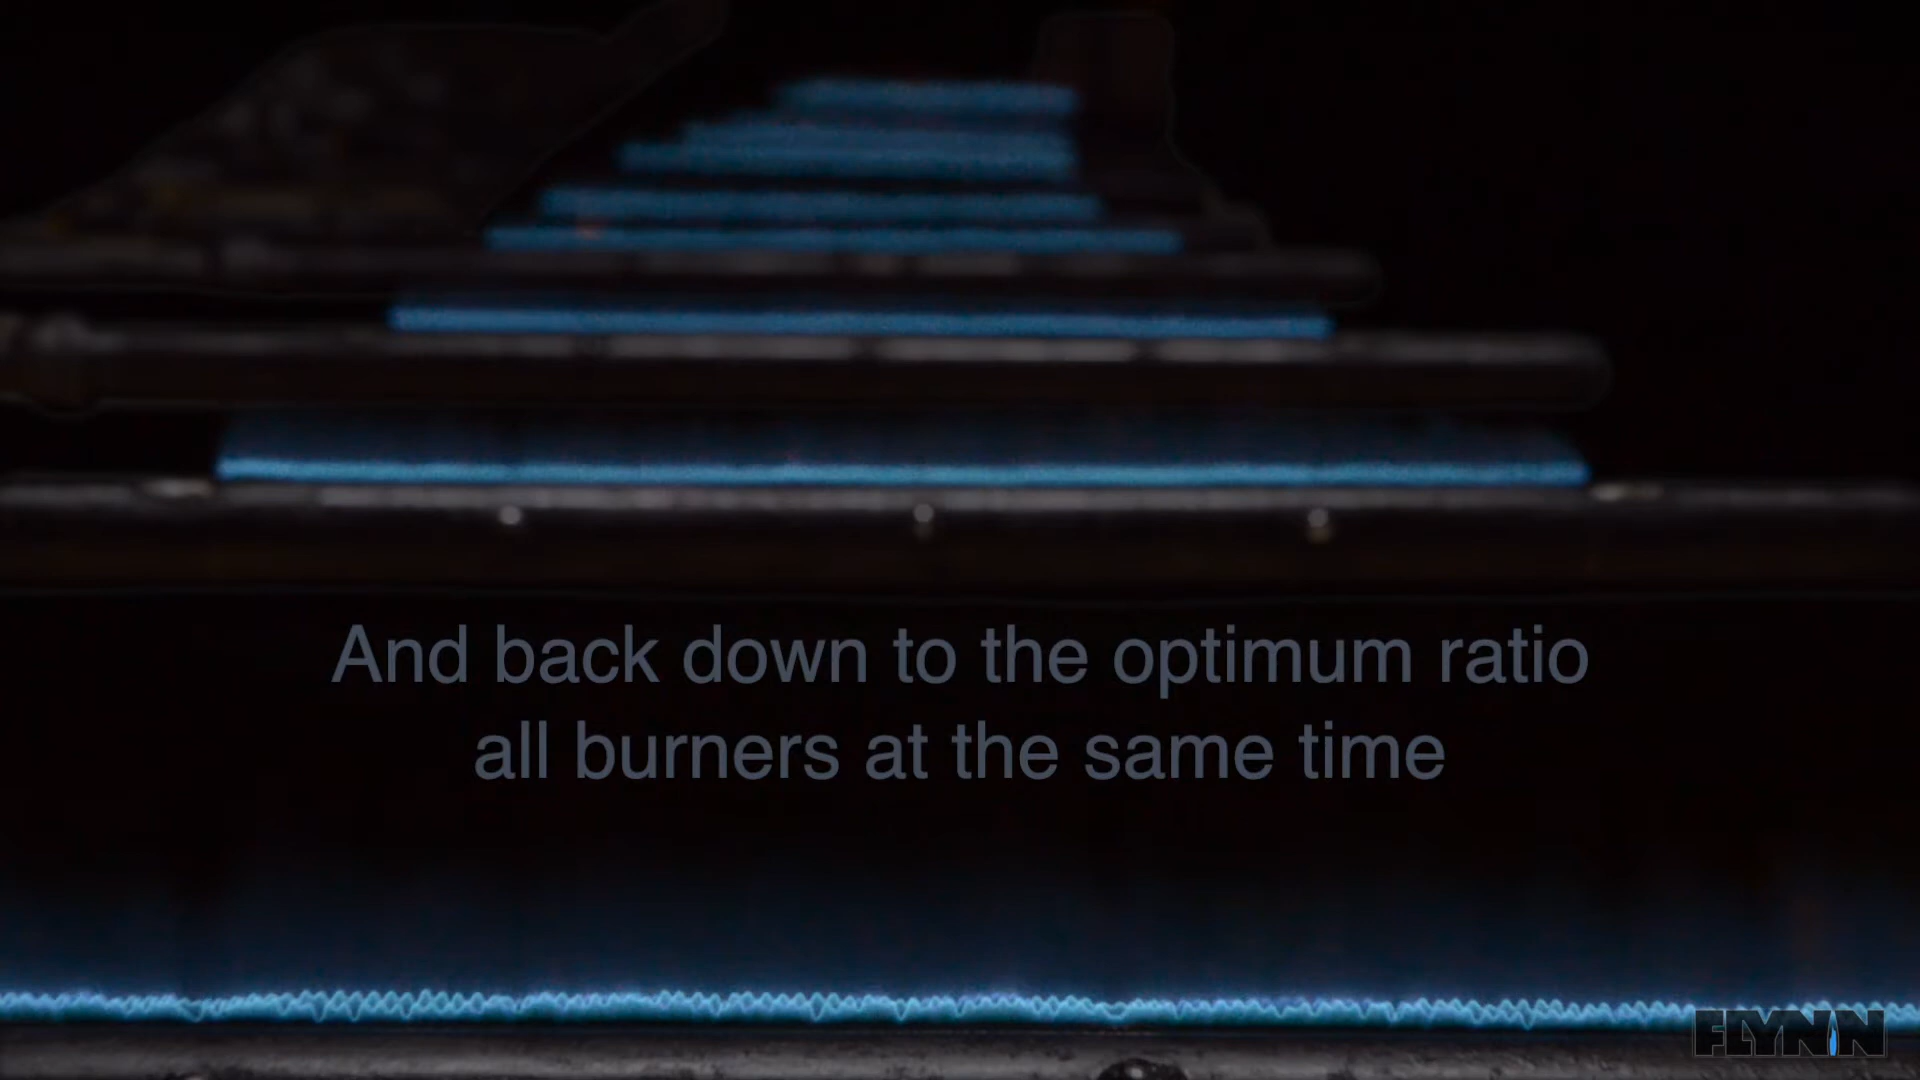 And back down to the optimum ratio
all burners at the same time
FLYNN